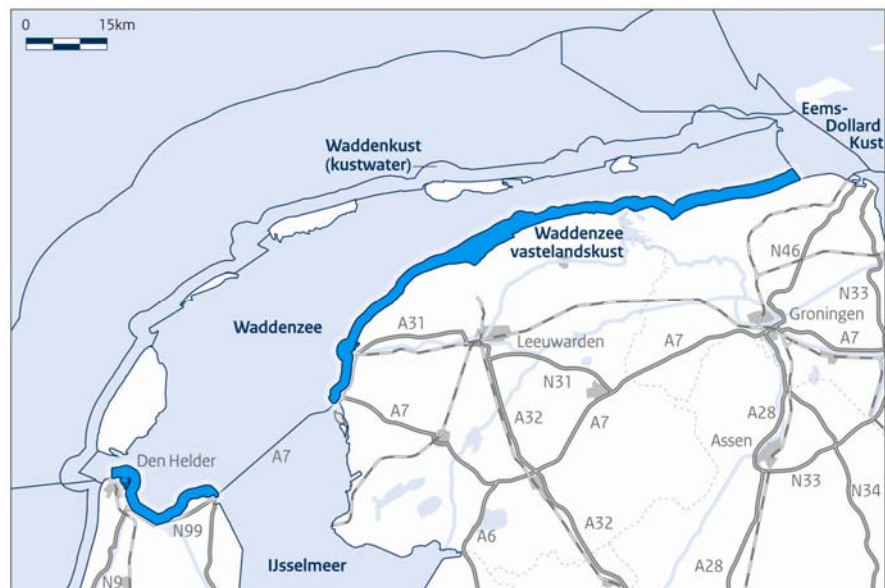 0 15km
Eems-
Dollard
Kust
Waddenkust
(kustwater)
Waddenzee
vastelandskust
N46
N33
Groningen
Waddenzee
A31
A7
A7
Leeuwarden
N31
A7
A32
A7
A28
Assen
Den Helder
A7
N33
N34
N99
A6
A32
IJsselmeer
A28
N9